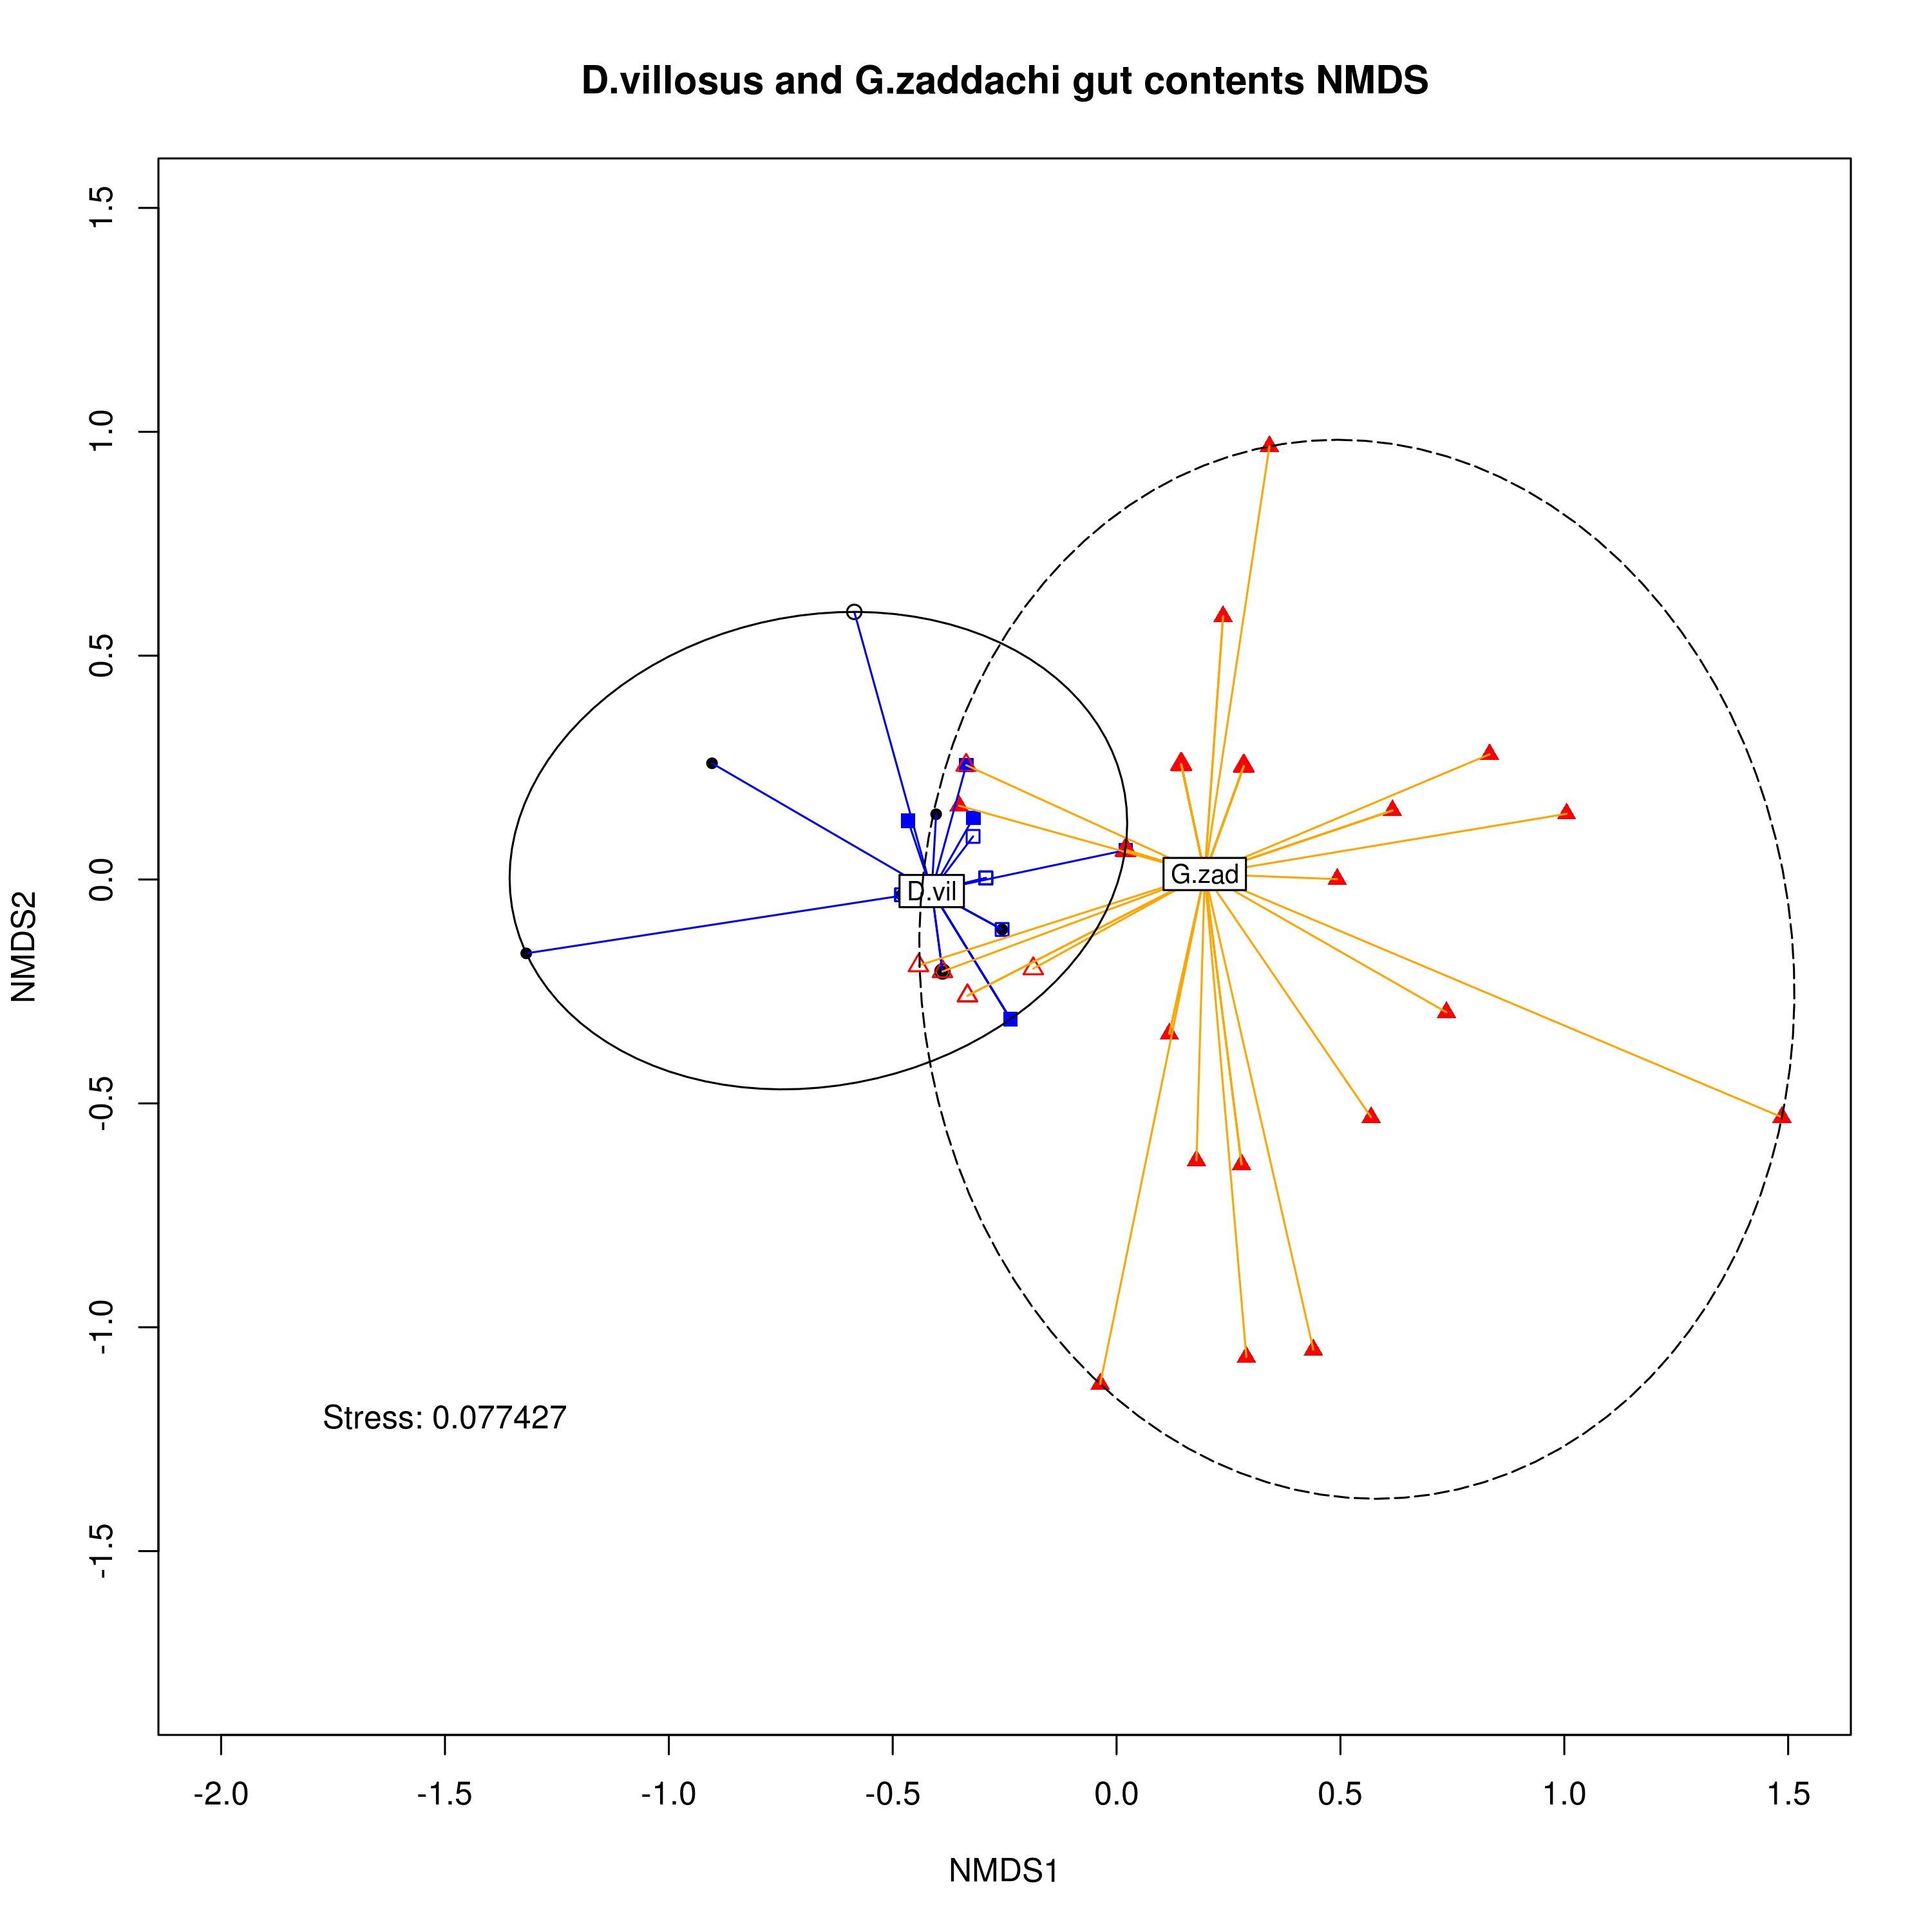 D.villosus and G.zaddachi gut contents NMDS
1.5
1.0
0.5
0.0
-0.5
-1.0
-1.5
NMDS2
D.vil
G.zad
Stress: 0.077427
-2.0 -1.5 -1.0 -0.5 0.0 0.5 1.0 1.5
NMDS1